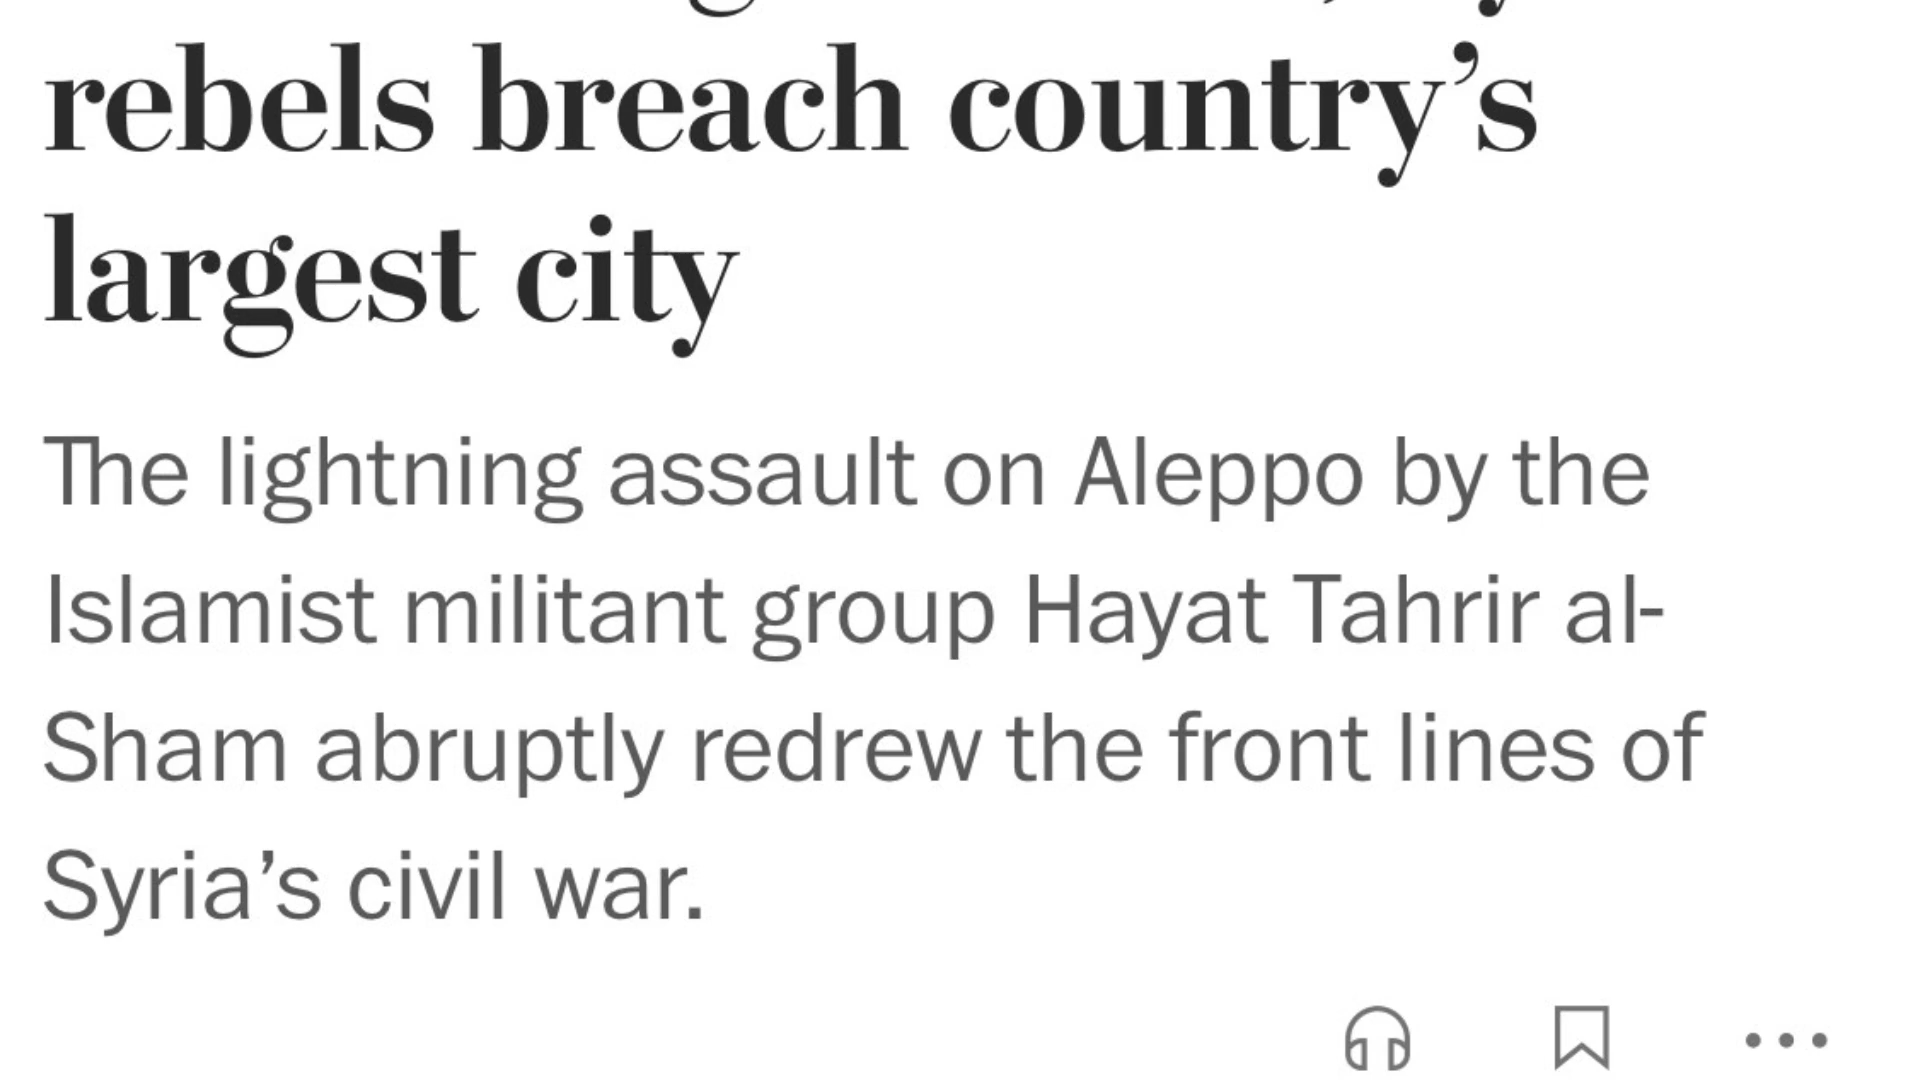 rebels breach country’s
largest city
The lightning assault on Aleppo by the
Islamist militant group Hayat Tahrir al-
Sham abruptly redrew the front lines of
Syria’s civil war.